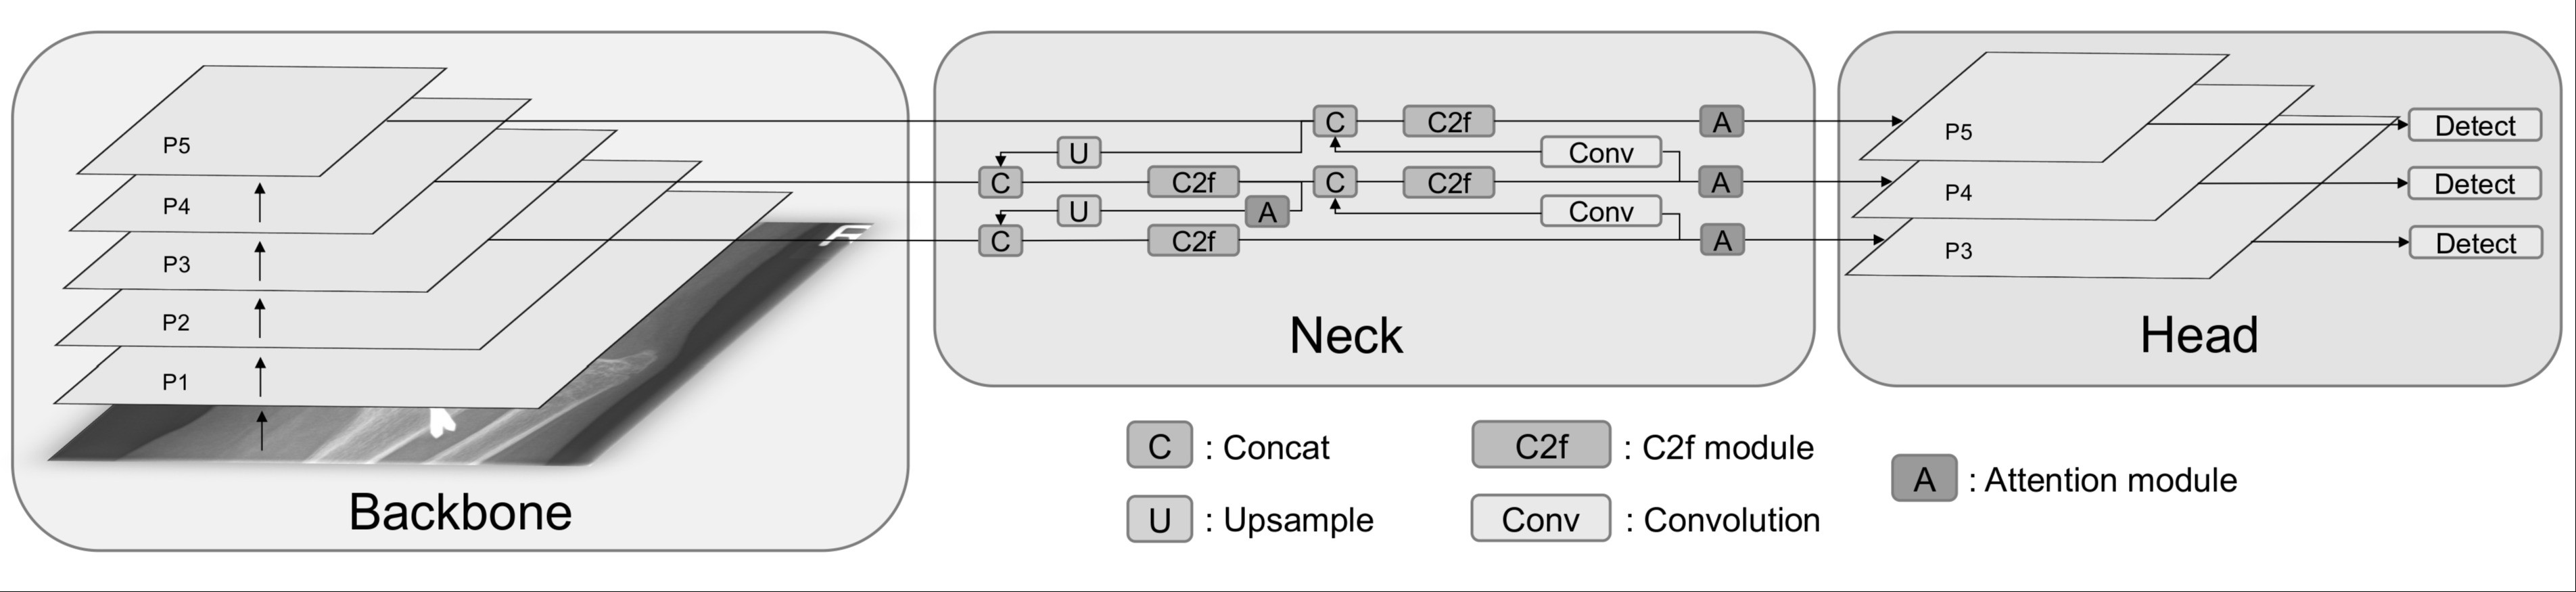 P5
P4
P3
P2
P1
Backbone
C C2f A
U Conv
C C2f C C2f A
U A Conv
C C2f A
Neck
P5
P4
P3
Detect
Detect
Detect
Head
C : Concat
C2f : C2f module
A : Attention module
U : Upsample
Conv : Convolution